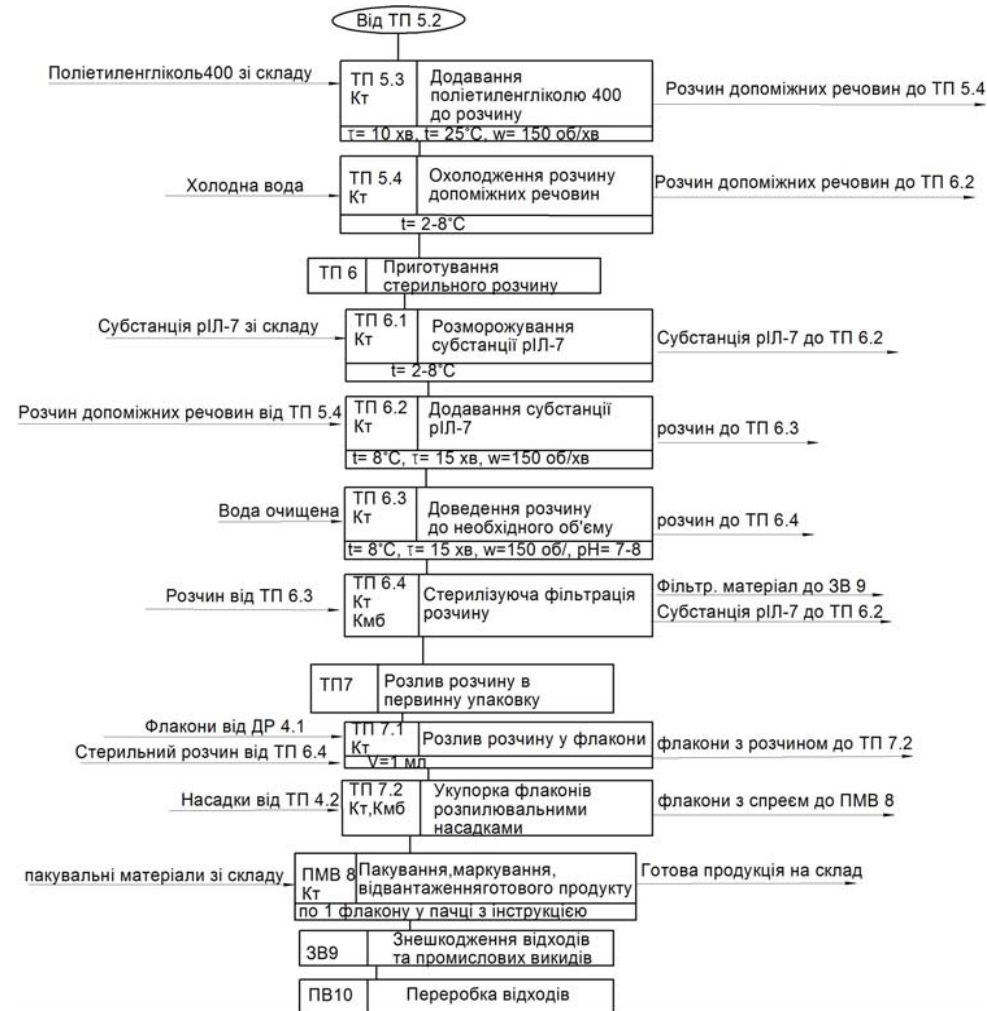 Від ТП 5.2
Поліетиленгліколь400 зі складу
ТП 5.3
Кт
Додавання
поліетиленгліколю 400
до розчину
Розчин допоміжних речовин до ТП 5.4
τ= 10 хв, t= 25°C, w= 150 об/хв
Холодна вода
ТП 5.4
Кт
Охолодження розчину
допоміжних речовин
Розчин допоміжних речовин до ТП 6.2
t= 2-8°C
ТП 6
Приготування
стерильного розчину
Субстанція рІЛ-7 зі складу
ТП 6.1
Кт
Розморожування
субстанції рІЛ-7
Субстанція рІЛ-7 до ТП 6.2
t= 2-8°C
Розчин допоміжних речовин від ТП 5.4
ТП 6.2
Кт
Додавання субстанції
рІЛ-7
розчин до ТП 6.3
t= 8°C, τ= 15 хв, w=150 об/хв
Вода очищена
ТП 6.3
Кт
Доведення розчину
до необхідного об'єму
розчин до ТП 6.4
t= 8°C, τ= 15 хв, w=150 об/, pH= 7-8
Розчин від ТП 6.3
ТП 6.4
Кт
Кмб
Стерилізуюча фільтрація
розчину
Фільтр. матеріал до ЗВ 9
Субстанція рІЛ-7 до ТП 6.2
ТП7
Розлив розчину в
первинну упаковку
Флакони від ДР 4.1
Стерильний розчин від ТП 6.4
ТП 7.1
Кт
Розлив розчину у флакони
флакони з розчином до ТП 7.2
V=1 мл
Насадки від ТП 4.2
ТП 7.2
Кт,Кмб
Укупорка флаконів
розпилювальними
насадками
флакони з спреєм до ПМВ 8
пакувальні матеріали зі складу
ПМВ 8
Кт
Пакування,маркування,
відвантаженняготового продукту
Готова продукція на склад
по 1 флакону у пачці з інструкцією
ЗВ9
Знешкодження відходів
та промислових викидів
ПВ10
Переробка відходів